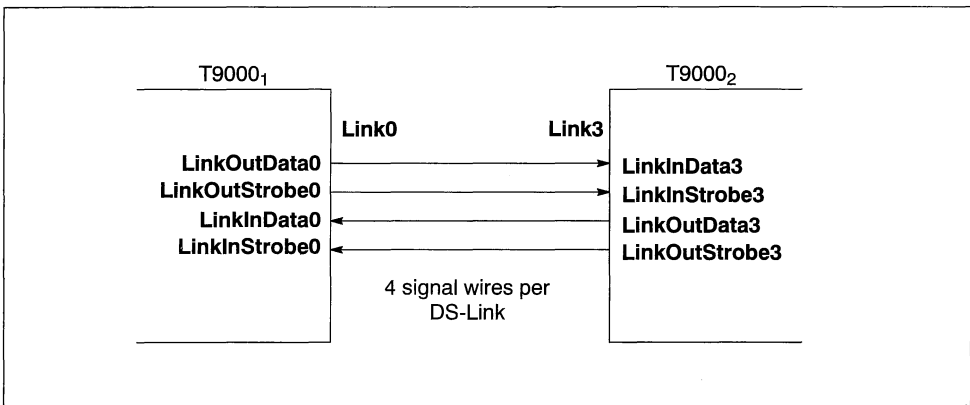 T9000₁ T9000₂
Link0 Link3
LinkOutData0 LinkInData3
LinkOutStrobe0 LinkInStrobe3
LinkInData0 LinkOutData3
LinkInStrobe0 LinkOutStrobe3
4 signal wires per
DS-Link